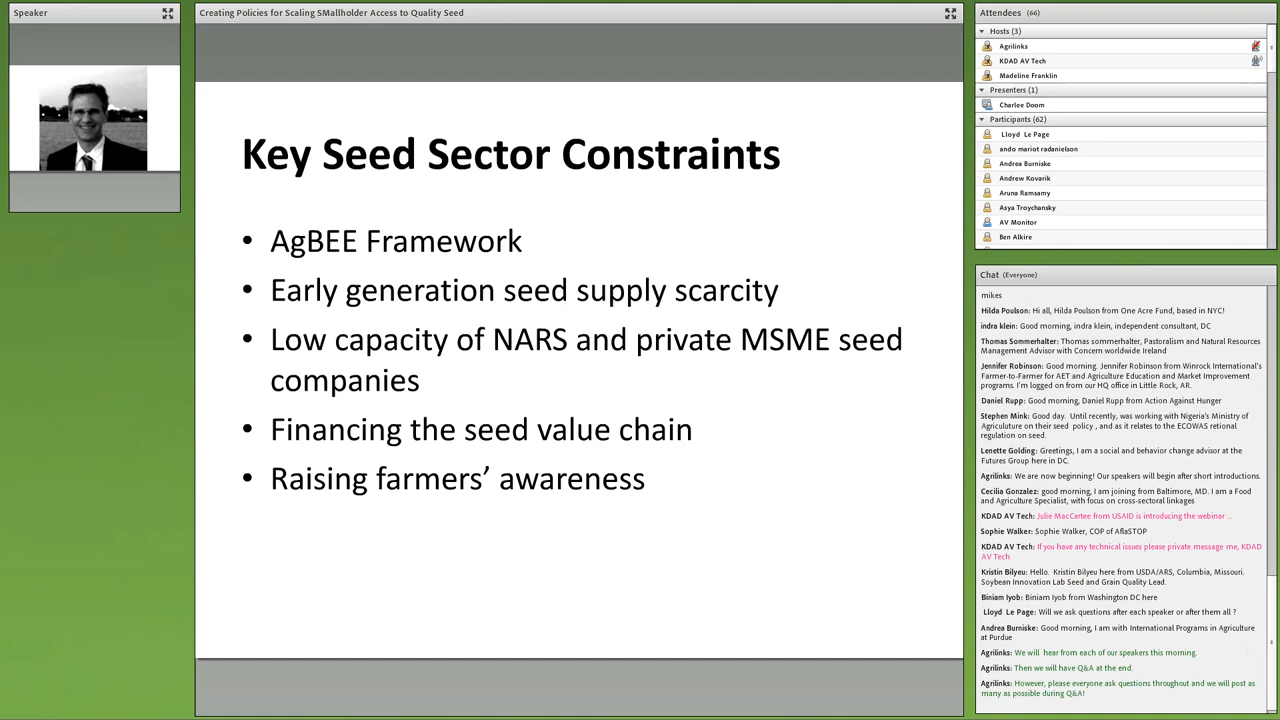 Speaker
Creating Policies for Scaling SMallholder Access to Quality Seed
Key Seed Sector Constraints
• AgBEE Framework
• Early generation seed supply scarcity
• Low capacity of NARS and private MSME seed
companies
• Financing the seed value chain
• Raising farmers’ awareness
Attendees (66)
Hosts (3)
Agrilinks
KDAD AV Tech
Madeline Franklin
Presenters (1)
Charlee Doom
Participants (62)
Lloyd Le Page
ando mariot radanielson
Andrea Burniske
Andrew Kovarik
Aruna Ramsamy
Asya Troychansky
AV Monitor
Ben Alkire
Chat (Everyone)
mikes
Hilda Poulson: Hi all, Hilda Poulson from One Acre Fund, based in NYC!
indra klein: Good morning, indra klein, independent consultant, DC
Thomas Sommerhalter: Thomas sommerhalter, Pastoralism and Natural Resources
Management Advisor with Concern worldwide Ireland
Jennifer Robinson: Good morning. Jennifer Robinson from Winrock International's
Farmer-to-Farmer for AET and Agriculture Education and Market Improvement
programs. I'm logged on from our HQ office in Little Rock, AR.
Daniel Rupp: Good morning, Daniel Rupp from Action Against Hunger
Stephen Mink: Good day. Until recently, was working with Nigeria's Ministry of
Agriculuture on their seed policy , and as it relates to the ECOWAS retional
regulation on seed.
Lenette Golding: Greetings, I am a social and behavior change advisor at the
Futures Group here in DC.
Agrilinks: We are now beginning! Our speakers will begin after short introductions.
Cecilia Gonzalez: good morning, I am joining from Baltimore, MD. I am a Food
and Agriculture Specialist, with focus on cross-sectoral linkages
KDAD AV Tech: Julie MacCartee from USAID is introducing the webinar ...
Sophie Walker: Sophie Walker, COP of AflaSTOP
KDAD AV Tech: If you have any technical issues please private message me, KDAD
AV Tech
Kristin Bilyeu: Hello. Kristin Bilyeu here from USDA/ARS, Columbia, Missouri.
Soybean Innovation Lab Seed and Grain Quality Lead.
Biniam Iyob: Biniam Iyob from Washington DC here
Lloyd Le Page: Will we ask questions after each speaker or after them all ?
Andrea Burniske: Good morning, I am with International Programs in Agriculture
at Purdue
Agrilinks: We will hear from each of our speakers this morning.
Agrilinks: Then we will have Q&A at the end.
Agrilinks: However, please everyone ask questions throughout and we will post as
many as possible during Q&A!